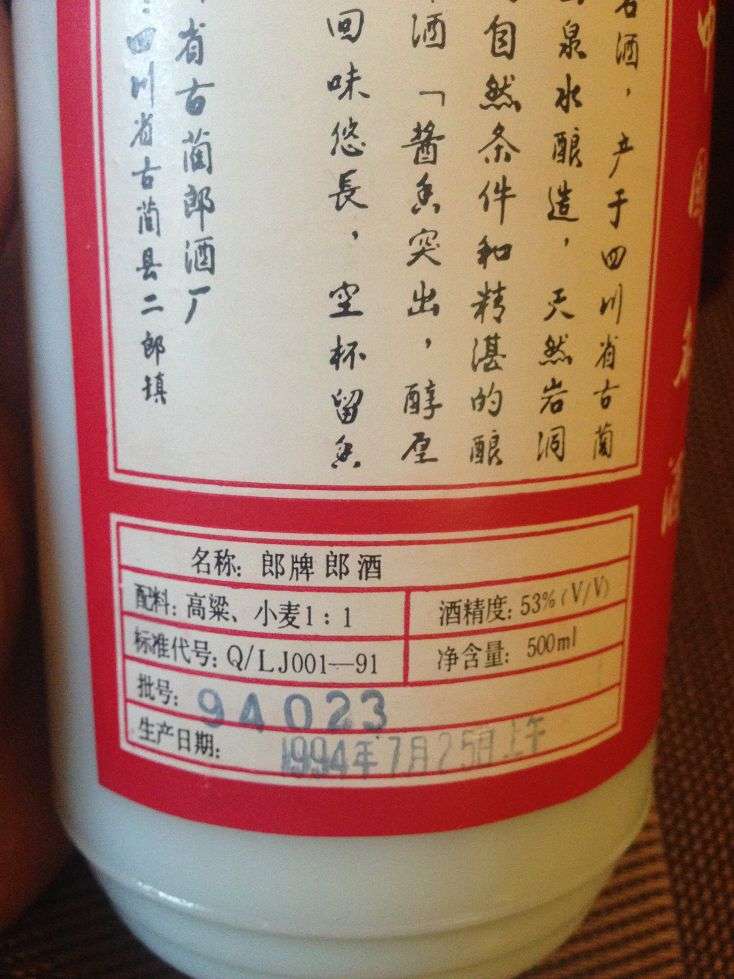 名酒，产于四川省古蔺
泉水酿造，天然岩洞
自然条件和精湛的酿
酒「醬香突出，醇厚
回味悠長，空杯留香
省古蔺郎酒厂
：四川省古蔺县二郎镇
名称：郎牌郎酒
配料：高粱、小麦1：1 酒精度：53%（V/V）
标准代号：Q/LJ001—91 净含量：500ml
批号：94023
生产日期：1994年7月25日上午